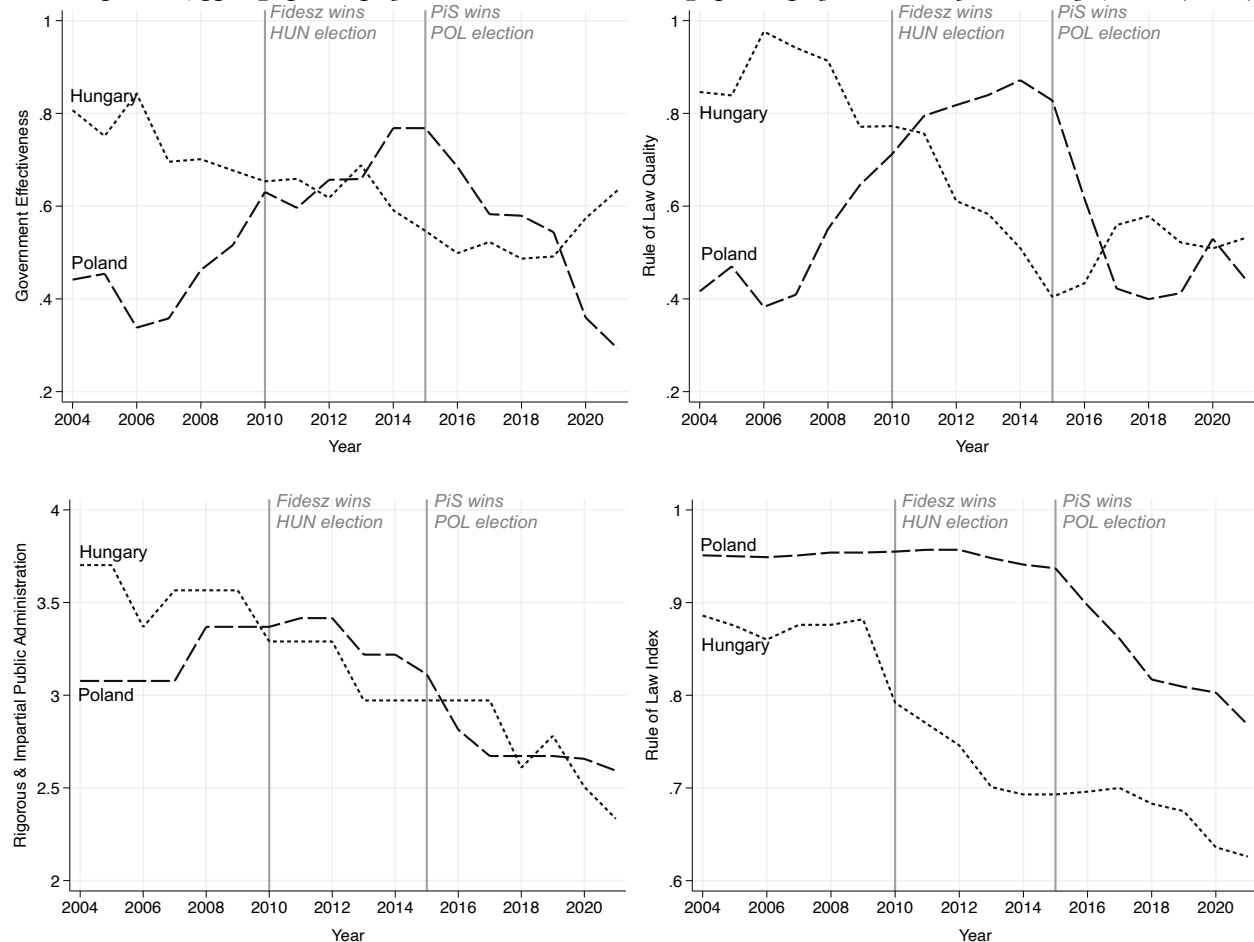 Fidesz wins
HUN election
PiS wins
POL election
Hungary
Poland
Government Effectiveness
1
.8
.6
.4
.2
2004 2006 2008 2010 2012 2014 2016 2018 2020
Year
Fidesz wins
HUN election
PiS wins
POL election
Hungary
Poland
Rule of Law Quality
1
.8
.6
.4
.2
2004 2006 2008 2010 2012 2014 2016 2018 2020
Year
Fidesz wins
HUN election
PiS wins
POL election
Hungary
Poland
Rigorous & Impartial Public Administration
4
3.5
3
2.5
2
2004 2006 2008 2010 2012 2014 2016 2018 2020
Year
Fidesz wins
HUN election
PiS wins
POL election
Poland
Hungary
Rule of Law Index
1
.9
.8
.7
.6
2004 2006 2008 2010 2012 2014 2016 2018 2020
Year